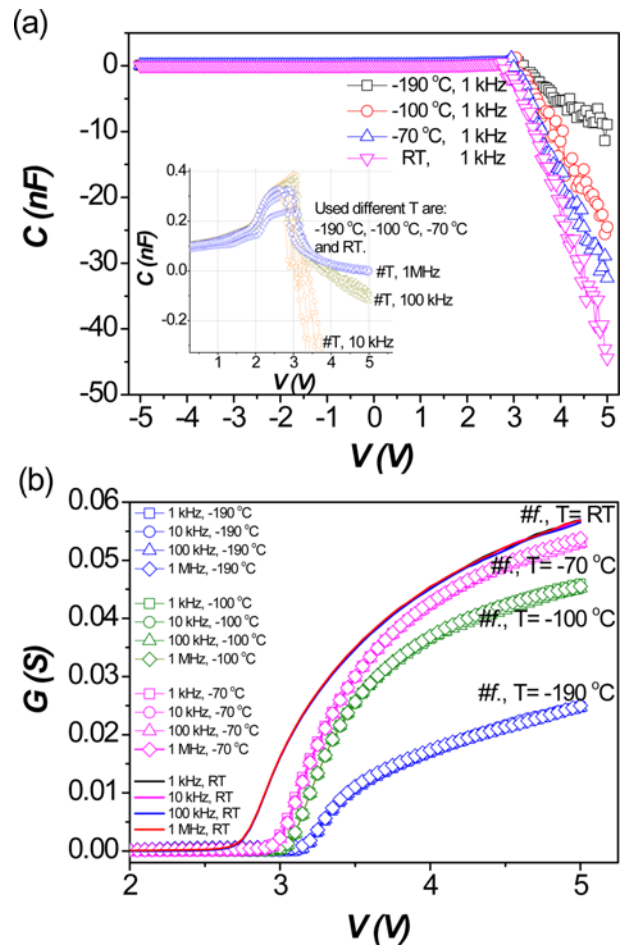 (a)
0
-10
-20
-30
-40
-50
C (nF)
-190 °C, 1 kHz
-100 °C, 1 kHz
-70 °C, 1 kHz
RT, 1 kHz
0.4
0.2
0.0
-0.2
C (nF)
Used different T are:
-190 °C, -100 °C, -70 °C
and RT.
#T, 1MHz
#T, 100 kHz
#T, 10 kHz
1 2 3 4 5
V (V)
-5 -4 -3 -2 -1 0 1 2 3 4 5
V (V)
(b)
0.06
0.05
0.04
0.03
0.02
0.01
0.00
G (S)
1 kHz, -190 °C
10 kHz, -190 °C
100 kHz, -190 °C
1 MHz, -190 °C
1 kHz, -100 °C
10 kHz, -100 °C
100 kHz, -100 °C
1 MHz, -100 °C
1 kHz, -70 °C
10 kHz, -70 °C
100 kHz, -70 °C
1 MHz, -70 °C
1 kHz, RT
10 kHz, RT
100 kHz, RT
1 MHz, RT
#f., T= RT
#f., T= -70 °C
#f., T= -100 °C
#f., T= -190 °C
2 3 4 5
V (V)